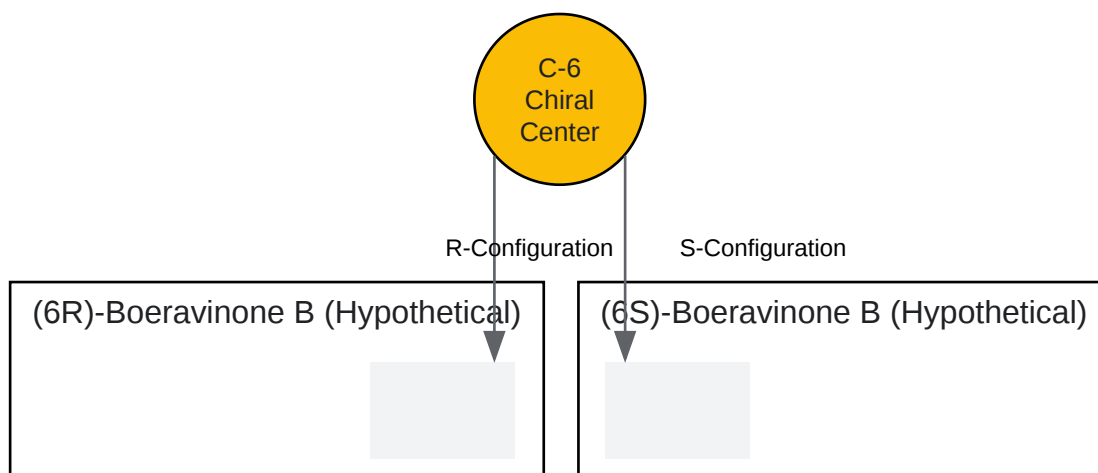 C-6
Chiral
Center
R-Configuration
S-Configuration
(6R)-Boeravinone B (Hypothetical)
(6S)-Boeravinone B (Hypothetical)